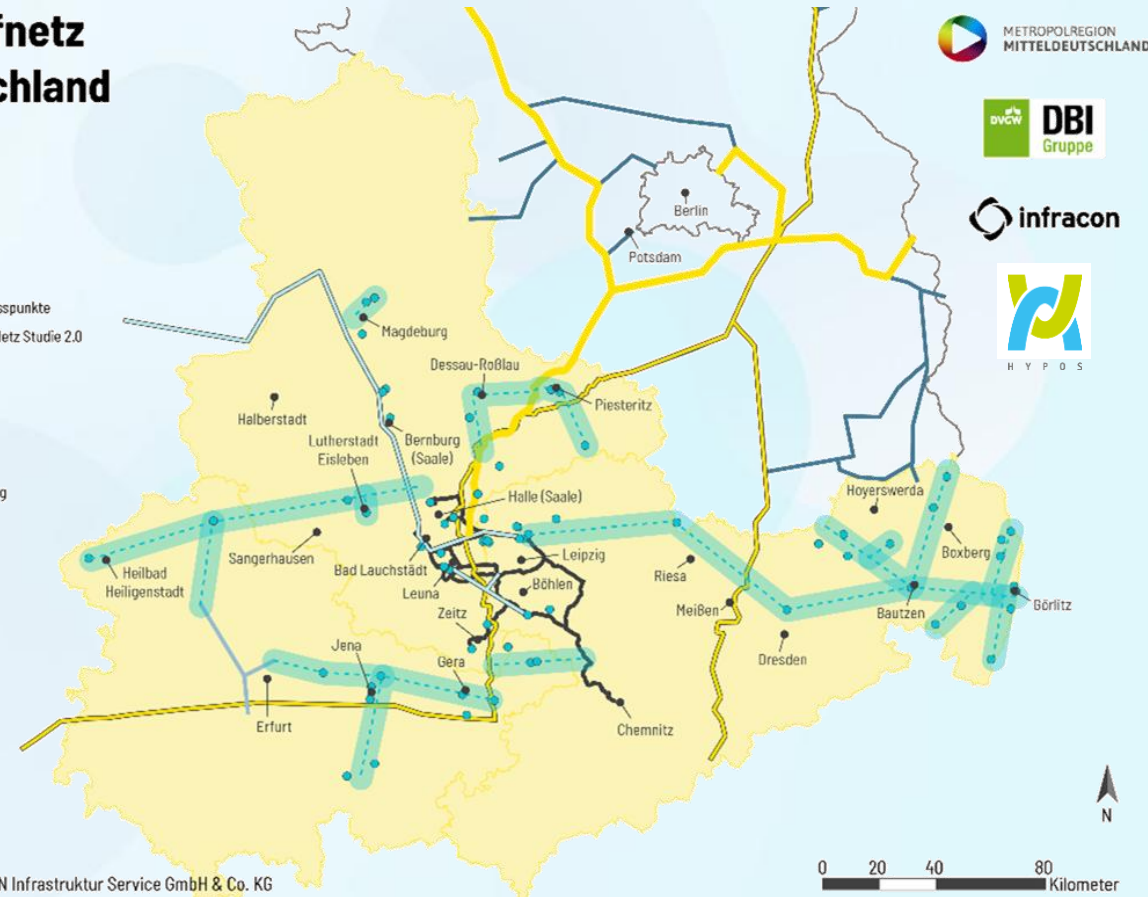 fnetz
chland
METROPOLREGION
MITTELDEUTSCHLAND
DVGW
DBI
Gruppe
infracon
HYPOS
Berlin
Potsdam
sspunkte
Netz Studie 2.0
Magdeburg
Dessau-Roßlau
Piesteritz
Halberstadt
Lutherstadt
Eisleben
Bernburg
(Saale)
g
Halle (Saale)
Hoyerswerda
Sangerhausen
Boxberg
Heilbad
Heiligenstadt
Bad Lauchstädt
Leipzig
Riesa
Leuna
Böhlen
Meißen
Bautzen
Görlitz
Zeitz
Jena
Gera
Dresden
Erfurt
Chemnitz
N
0 20 40 80
Kilometer
N Infrastruktur Service GmbH & Co. KG